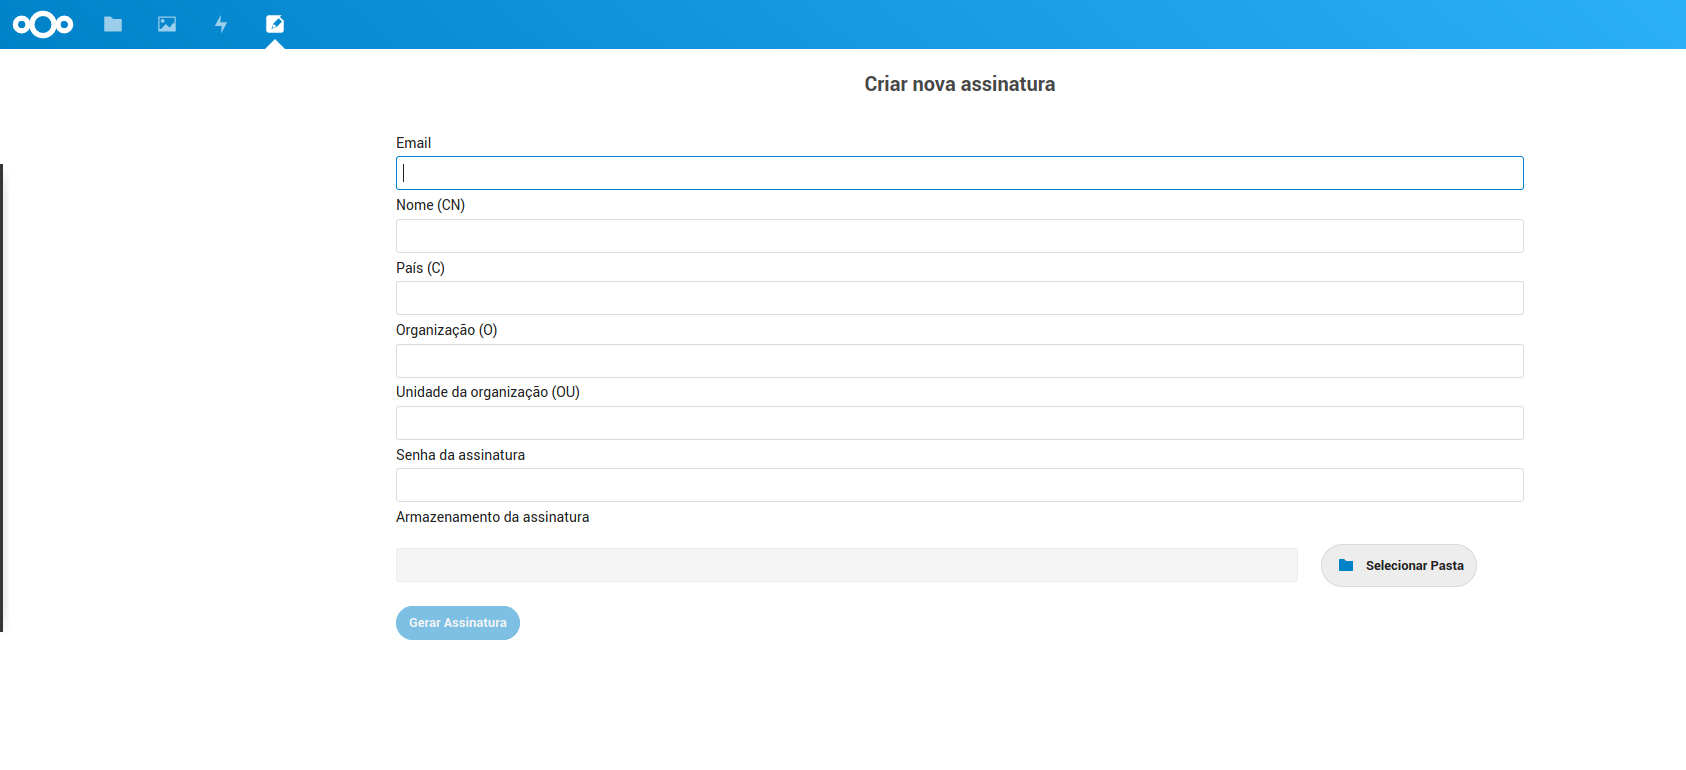 Criar nova assinatura
Email
Nome (CN)
País (C)
Organização (O)
Unidade da organização (OU)
Senha da assinatura
Armazenamento da assinatura
Selecionar Pasta
Gerar Assinatura